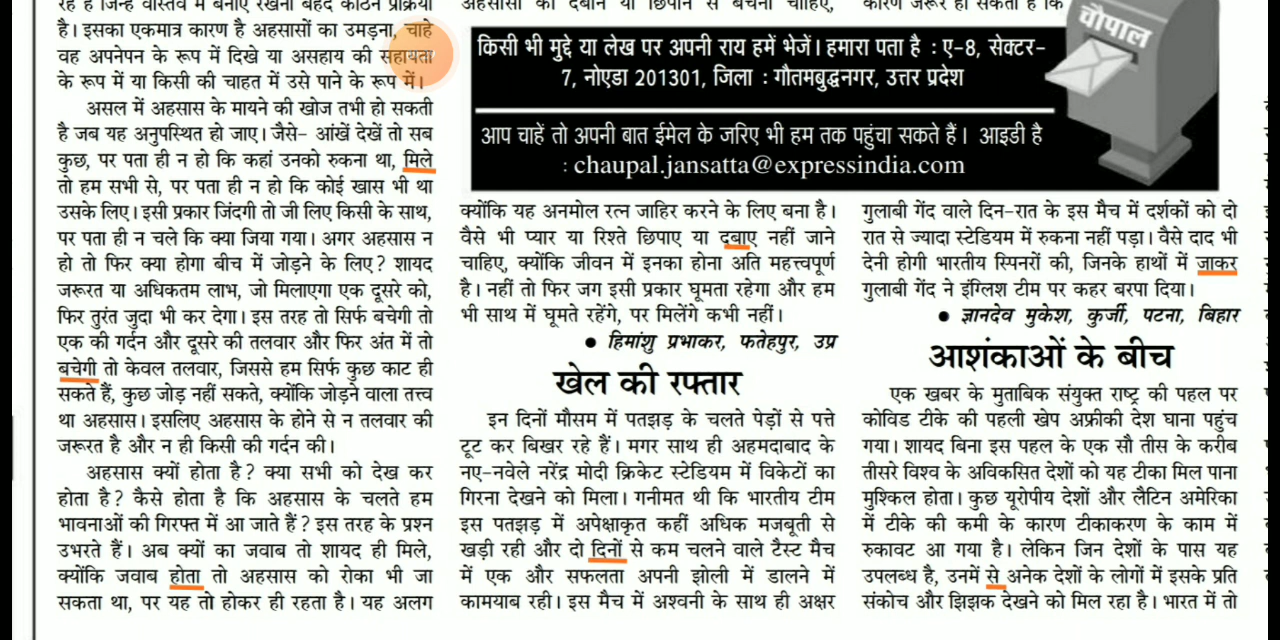 रहे हैं जिन्हें वास्तव में बनाए रखना बेहद कठिन प्रक्रिया
है। इसका एकमात्र कारण है अहसासों का उमड़ना, चाहे
वह अपनेपन के रूप में दिखे या असहाय की सहायता
के रूप में या किसी की चाहत में उसे पाने के रूप में।
असल में अहसास के मायने की खोज तभी हो सकती
है जब यह अनुपस्थित हो जाए। जैसे- आंखें देखें तो सब
कुछ, पर पता ही न हो कि कहां उनको रुकना था, मिले
तो हम सभी से, पर पता ही न हो कि कोई खास भी था
उसके लिए। इसी प्रकार जिंदगी तो जी लिए किसी के साथ,
पर पता ही न चले कि क्या जिया गया। अगर अहसास न
हो तो फिर क्या होगा बीच में जोड़ने के लिए? शायद
जरूरत या अधिकतम लाभ, जो मिलाएगा एक दूसरे को,
फिर तुरंत जुदा भी कर देगा। इस तरह तो सिर्फ बचेगी तो
एक की गर्दन और दूसरे की तलवार और फिर अंत में तो
बचेगी तो केवल तलवार, जिससे हम सिर्फ कुछ काट ही
सकते हैं, कुछ जोड़ नहीं सकते, क्योंकि जोड़ने वाला तत्त्व
था अहसास। इसलिए अहसास के होने से न तलवार की
जरूरत है और न ही किसी की गर्दन की।
अहसास क्यों होता है? क्या सभी को देख कर
होता है? कैसे होता है कि अहसास के चलते हम
भावनाओं की गिरफ्त में आ जाते हैं? इस तरह के प्रश्न
उभरते हैं। अब क्यों का जवाब तो शायद ही मिले,
क्योंकि जवाब होता तो अहसास को रोका भी जा
सकता था, पर यह तो होकर ही रहता है। यह अलग
अहसासों को दबाने या छिपाने से बचना चाहिए,
कारण जरूर हो सकता है कि
चौपाल
किसी भी मुद्दे या लेख पर अपनी राय हमें भेजें। हमारा पता है : ए-8, सेक्टर-
7, नोएडा 201301, जिला : गौतमबुद्धनगर, उत्तर प्रदेश
आप चाहें तो अपनी बात ईमेल के जरिए भी हम तक पहुंचा सकते हैं। आइडी है
: chaupal.jansatta@expressindia.com
क्योंकि यह अनमोल रत्न जाहिर करने के लिए बना है।
वैसे भी प्यार या रिश्ते छिपाए या दबाए नहीं जाने
चाहिए, क्योंकि जीवन में इनका होना अति महत्त्वपूर्ण
है। नहीं तो फिर जग इसी प्रकार घूमता रहेगा और हम
भी साथ में घूमते रहेंगे, पर मिलेंगे कभी नहीं।
● हिमांशु प्रभाकर, फतेहपुर, उप्र
खेल की रफ्तार
इन दिनों मौसम में पतझड़ के चलते पेड़ों से पत्ते
टूट कर बिखर रहे हैं। मगर साथ ही अहमदाबाद के
नए-नवेले नरेंद्र मोदी क्रिकेट स्टेडियम में विकेटों का
गिरना देखने को मिला। गनीमत थी कि भारतीय टीम
इस पतझड़ में अपेक्षाकृत कहीं अधिक मजबूती से
खड़ी रही और दो दिनों से कम चलने वाले टैस्ट मैच
में एक और सफलता अपनी झोली में डालने में
कामयाब रही। इस मैच में अश्वनी के साथ ही अक्षर
गुलाबी गेंद वाले दिन-रात के इस मैच में दर्शकों को दो
रात से ज्यादा स्टेडियम में रुकना नहीं पड़ा। वैसे दाद भी
देनी होगी भारतीय स्पिनरों की, जिनके हाथों में जाकर
गुलाबी गेंद ने इंग्लिश टीम पर कहर बरपा दिया।
● ज्ञानदेव मुकेश, कुर्जी, पटना, बिहार
आशंकाओं के बीच
एक खबर के मुताबिक संयुक्त राष्ट्र की पहल पर
कोविड टीके की पहली खेप अफ्रीकी देश घाना पहुंच
गया। शायद बिना इस पहल के एक सौ तीस के करीब
तीसरे विश्व के अविकसित देशों को यह टीका मिल पाना
मुश्किल होता। कुछ यूरोपीय देशों और लैटिन अमेरिका
में टीके की कमी के कारण टीकाकरण के काम में
रुकावट आ गया है। लेकिन जिन देशों के पास यह
उपलब्ध है, उनमें से अनेक देशों के लोगों में इसके प्रति
संकोच और झिझक देखने को मिल रहा है। भारत में तो